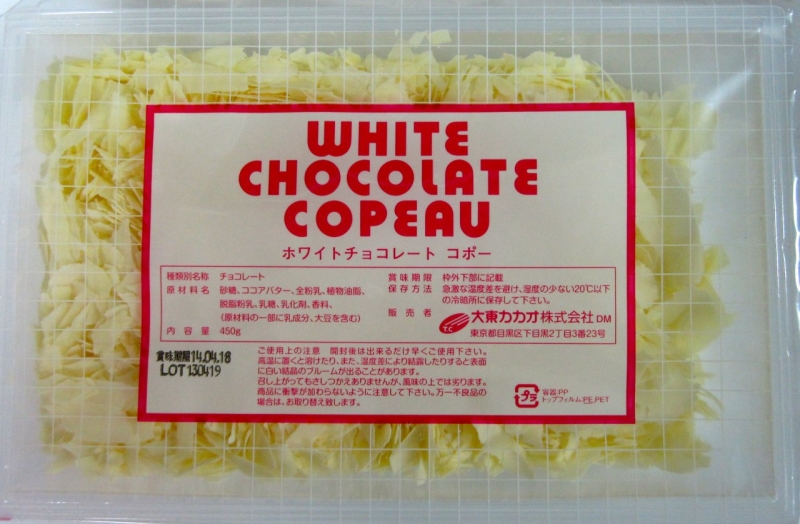 WHITE
CHOCOLATE
COPEAU
ホワイトチョコレート コポー
種類別名称 チョコレート
原材料名 砂糖、ココアバター、全粉乳、植物油脂、
脱脂粉乳、乳糖、乳化剤、香料、
(原材料の一部に乳成分、大豆を含む)
内容量 450g
賞味期限 枠外下部に記載
保存方法 急激な温度差を避け、湿度の少ない20℃以下
の冷暗所に保存して下さい。
販売者 T.C 大東カカオ株式会社 DM
東京都目黒区下目黒2丁目3番23号
賞味期限14.04.18
LOT130419
ご使用上の注意 開封後は出来るだけ早くご使用下さい。
高温に置くと溶けたり、また、温度差により結露したりすると表面
に白い結晶のブルームが出ることがあります。
召し上がってもさしつかえありませんが、風味の上では劣ります。
商品に衝撃が加わらないように注意して下さい。万一不良品の
場合は、お取り替え致します。
プラ
容器:PP
トップフィルム:PE,PET